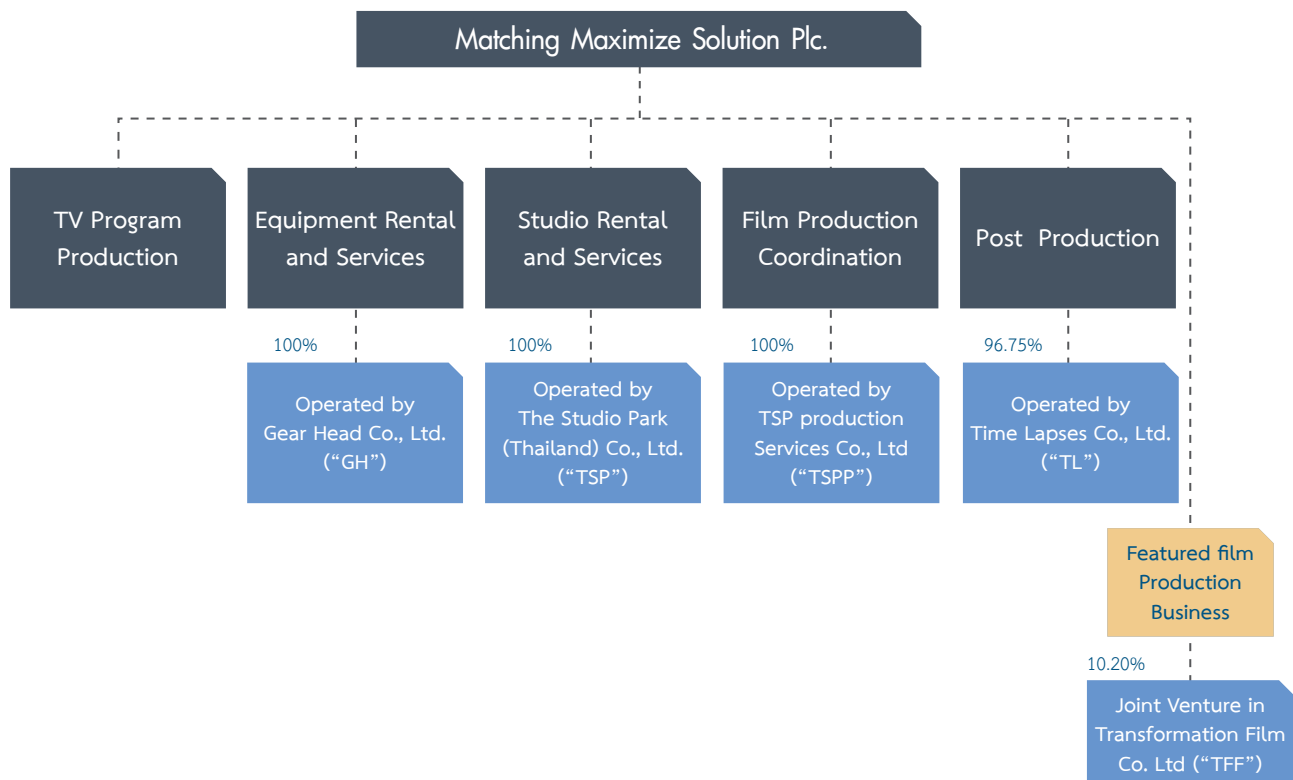 Matching Maximize Solution Plc.
TV Program
Production
Equipment Rental
and Services
Studio Rental
and Services
Film Production
Coordination
Post Production
100%
Operated by
Gear Head Co., Ltd.
(“GH”)
100%
Operated by
The Studio Park
(Thailand) Co., Ltd.
(“TSP”)
100%
Operated by
TSP production
Services Co., Ltd
(“TSPP”)
96.75%
Operated by
Time Lapses Co., Ltd.
(“TL”)
Featured film
Production
Business
10.20%
Joint Venture in
Transformation Film
Co. Ltd (“TFF”)